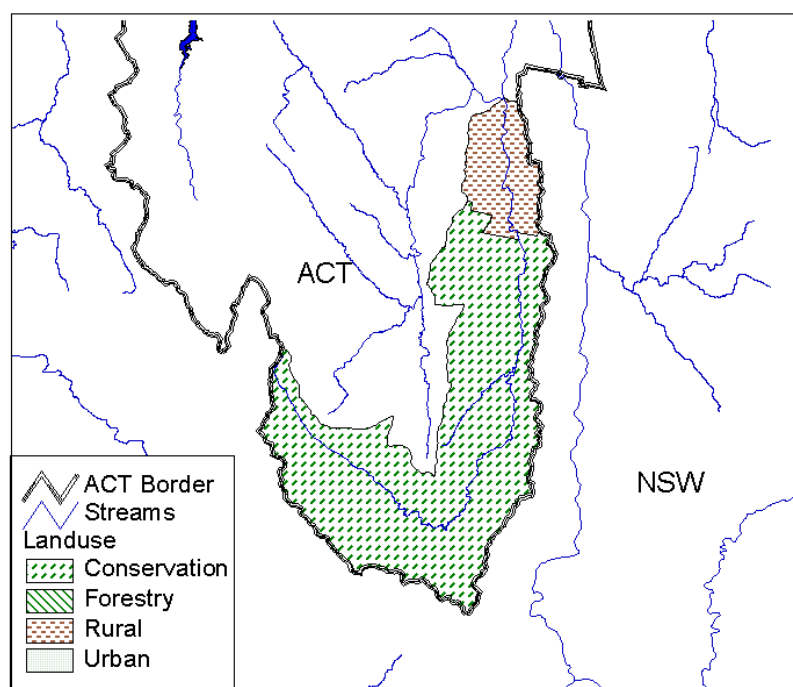 ACT
NSW
ACT Border
Streams
Landuse
Conservation
Forestry
Rural
Urban